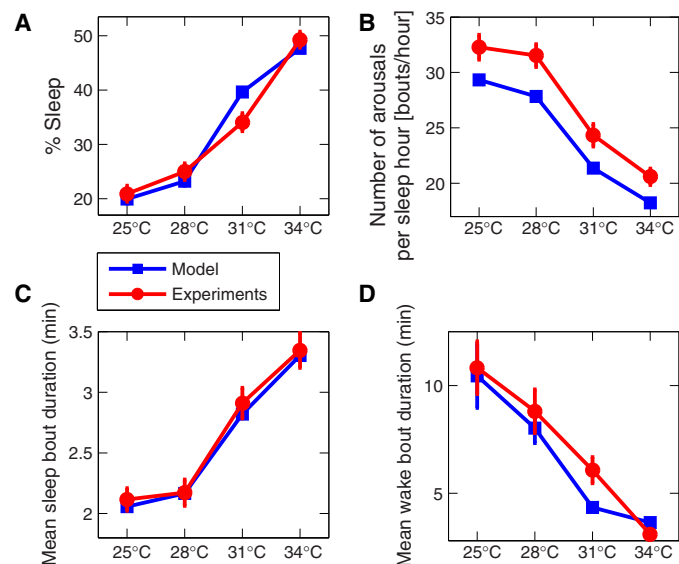 A
% Sleep
50
40
30
20
25°C 28°C 31°C 34°C
B
Number of arousals
per sleep hour [bouts/hour]
35
30
25
20
25°C 28°C 31°C 34°C
Model
Experiments
C
Mean sleep bout duration (min)
3.5
3
2.5
2
25°C 28°C 31°C 34°C
D
Mean wake bout duration (min)
10
5
25°C 28°C 31°C 34°C